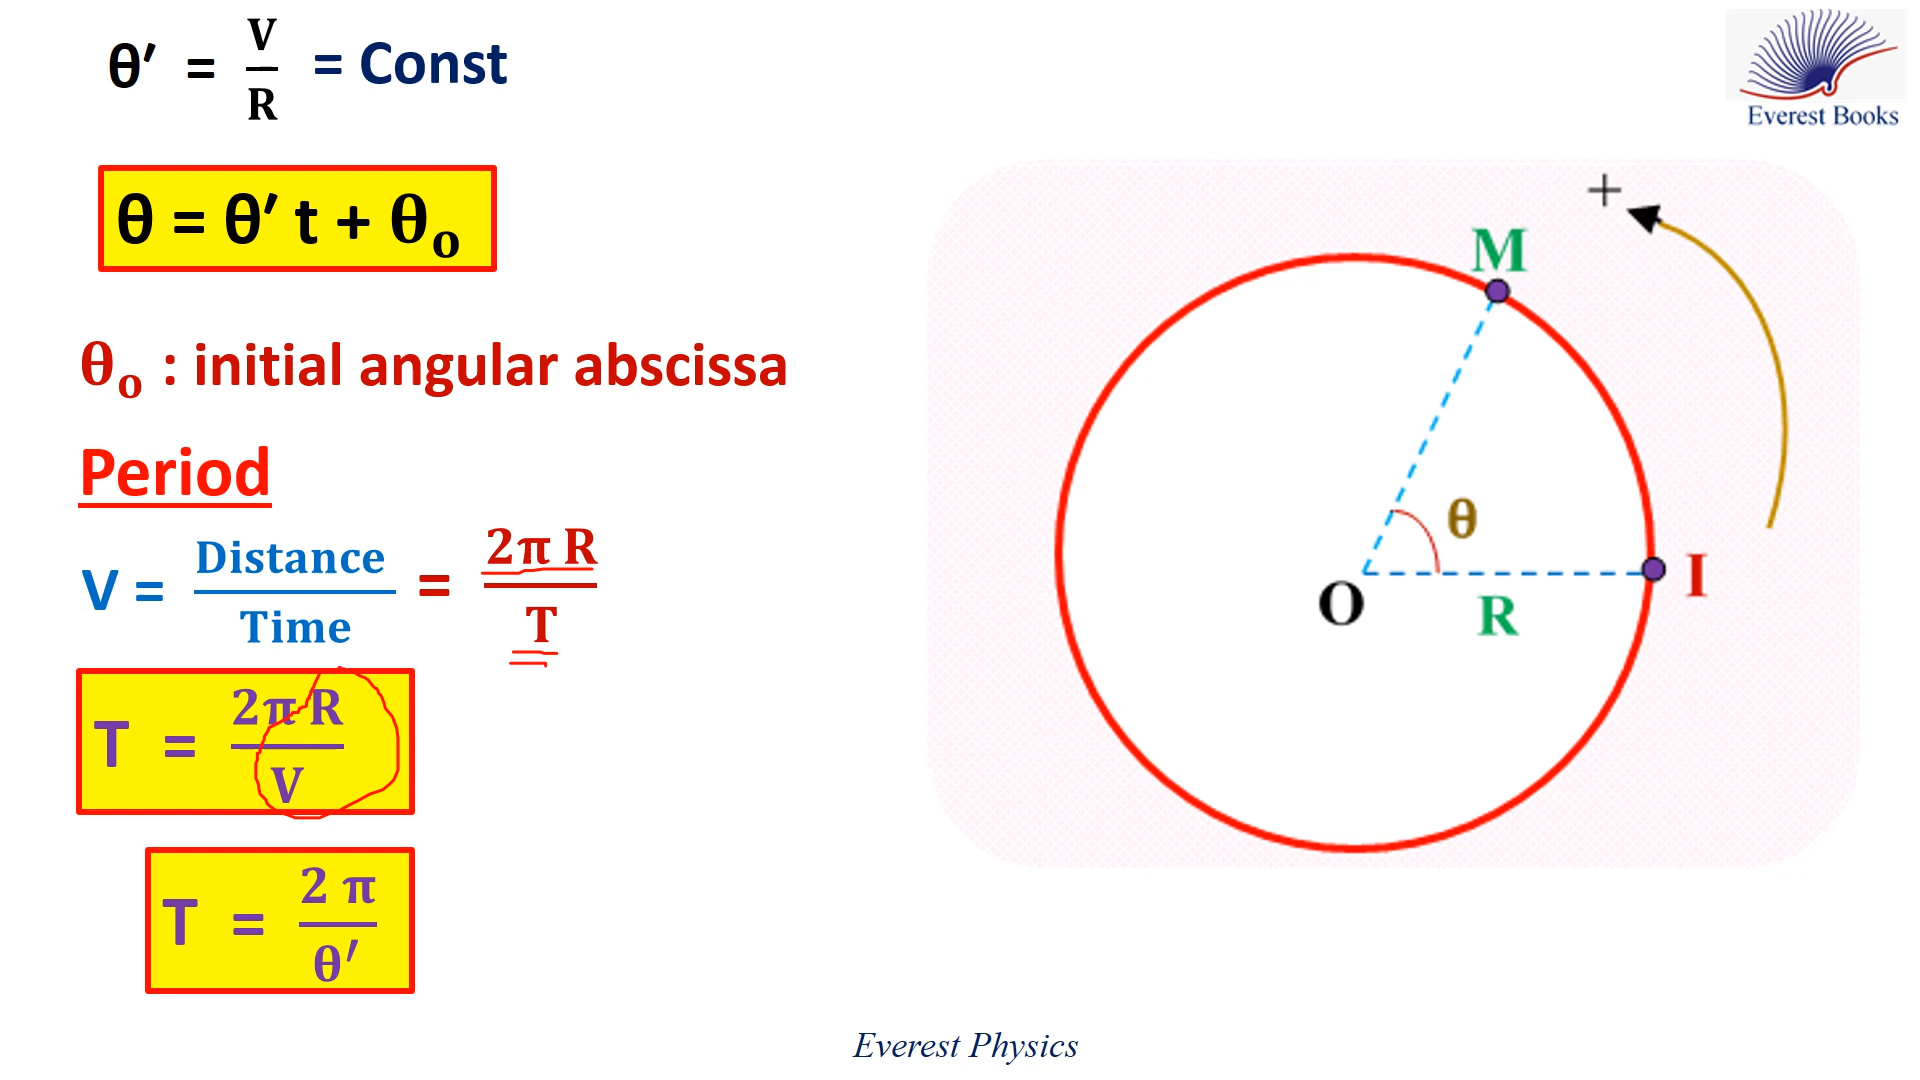 θ′ = V/R = Const
Everest Books
θ = θ′ t + θₒ
+
M
θₒ : initial angular abscissa
Period
θ
V = Distance/Time = 2π R/T
I
O
R
T = 2π R/V
T = 2 π/θ′
Everest Physics